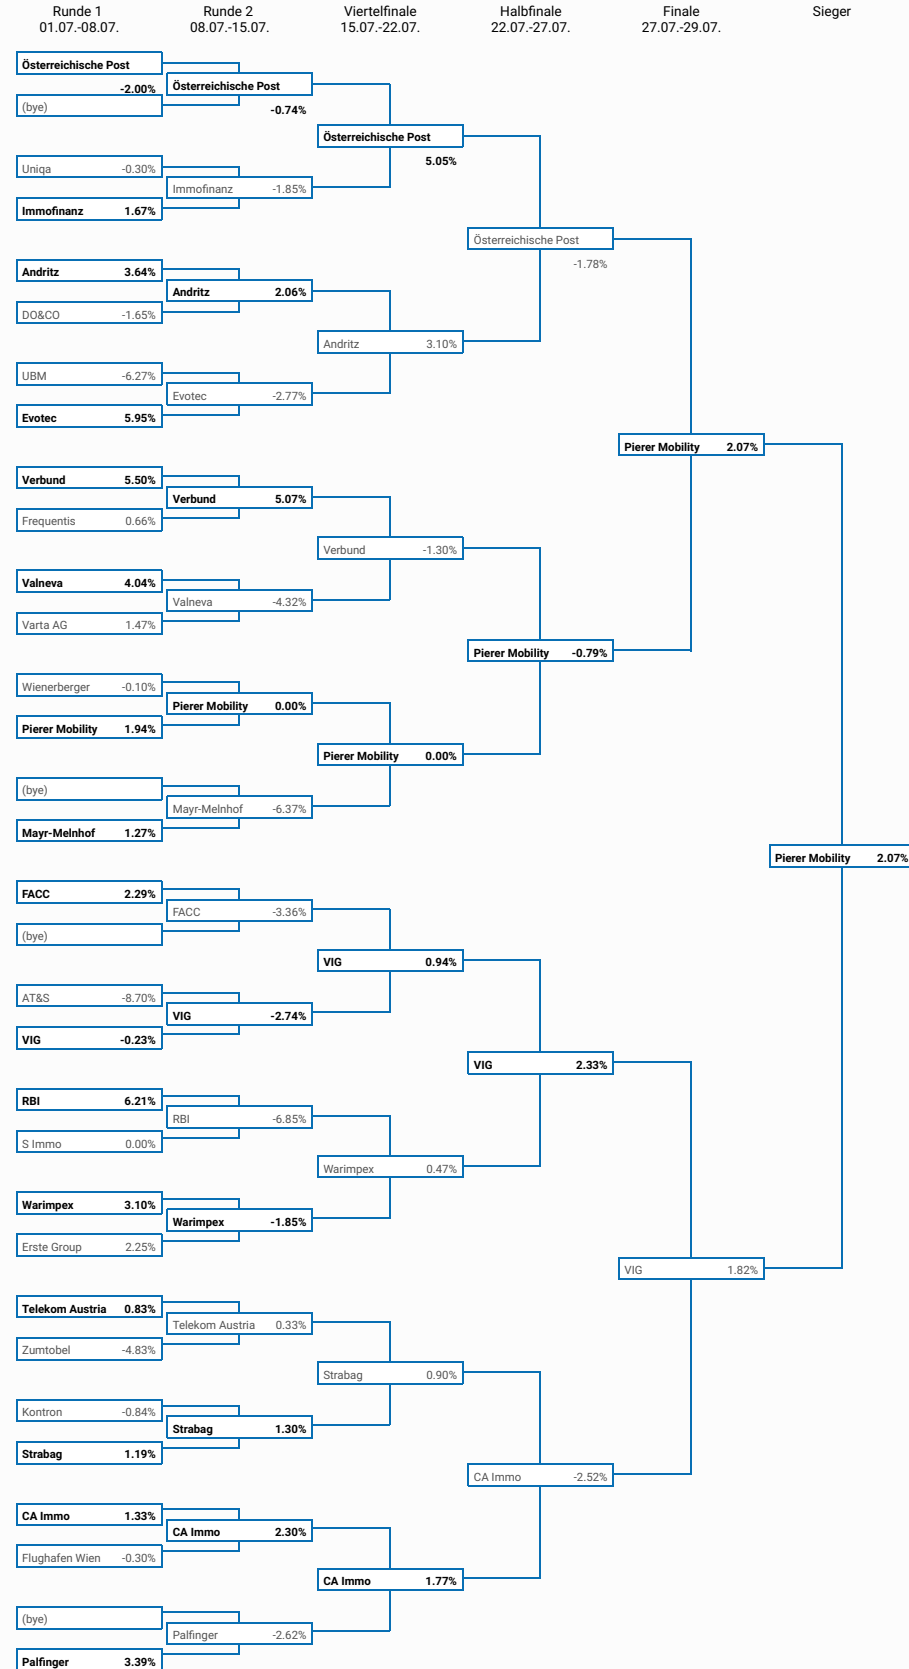 Runde 1
01.07.-08.07.
Runde 2
08.07.-15.07.
Viertelfinale
15.07.-22.07.
Halbfinale
22.07.-27.07.
Finale
27.07.-29.07.
Sieger
Österreichische Post
-2.00%
(bye)
Uniqa -0.30%
Immofinanz 1.67%
Andritz 3.64%
DO&CO -1.65%
UBM -6.27%
Evotec 5.95%
Verbund 5.50%
Frequentis 0.66%
Valneva 4.04%
Varta AG 1.47%
Wienerberger -0.10%
Pierer Mobility 1.94%
(bye)
Mayr-Melnhof 1.27%
FACC 2.29%
(bye)
AT&S -8.70%
VIG -0.23%
RBI 6.21%
S Immo 0.00%
Warimpex 3.10%
Erste Group 2.25%
Telekom Austria 0.83%
Zumtobel -4.83%
Kontron -0.84%
Strabag 1.19%
CA Immo 1.33%
Flughafen Wien -0.30%
(bye)
Palfinger 3.39%
Österreichische Post
-0.74%
Immofinanz -1.85%
Andritz 2.06%
Evotec -2.77%
Verbund 5.07%
Valneva -4.32%
Pierer Mobility 0.00%
Mayr-Melnhof -6.37%
FACC -3.36%
VIG -2.74%
RBI -6.85%
Warimpex -1.85%
Telekom Austria 0.33%
Strabag 1.30%
CA Immo 2.30%
Palfinger -2.62%
Österreichische Post
5.05%
Andritz 3.10%
Verbund -1.30%
Pierer Mobility 0.00%
VIG 0.94%
Warimpex 0.47%
Strabag 0.90%
CA Immo 1.77%
Österreichische Post
-1.78%
Pierer Mobility -0.79%
VIG 2.33%
CA Immo -2.52%
Pierer Mobility 2.07%
VIG 1.82%
Pierer Mobility 2.07%